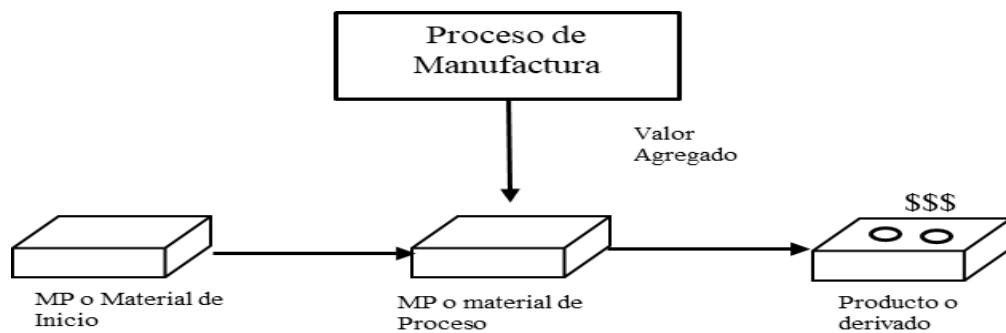 Proceso de
Manufactura
Valor
Agregado
$$$
MP o Material de
Inicio
MP o material de
Proceso
Producto o
derivado